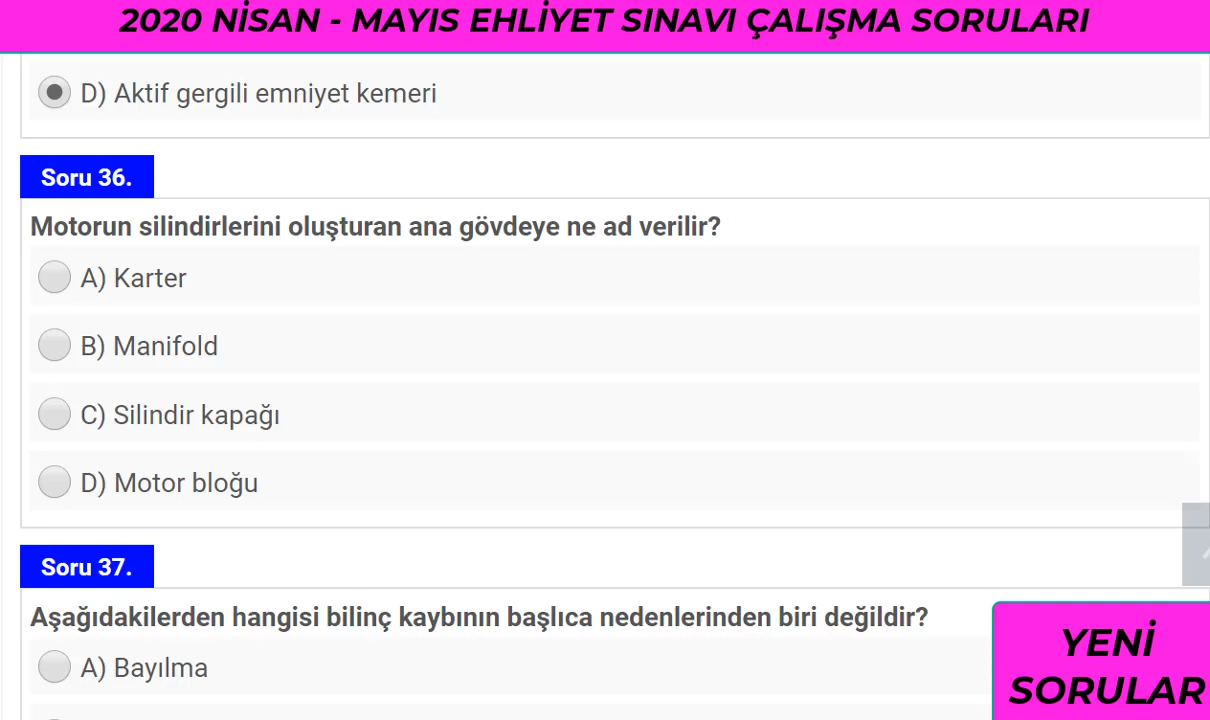 2020 NİSAN - MAYIS EHLİYET SINAVI ÇALIŞMA SORULARI
D) Aktif gergili emniyet kemeri
Soru 36.
Motorun silindirlerini oluşturan ana gövdeye ne ad verilir?
A) Karter
B) Manifold
C) Silindir kapağı
D) Motor bloğu
Soru 37.
Aşağıdakilerden hangisi bilinç kaybının başlıca nedenlerinden biri değildir?
A) Bayılma
YENİ
SORULAR